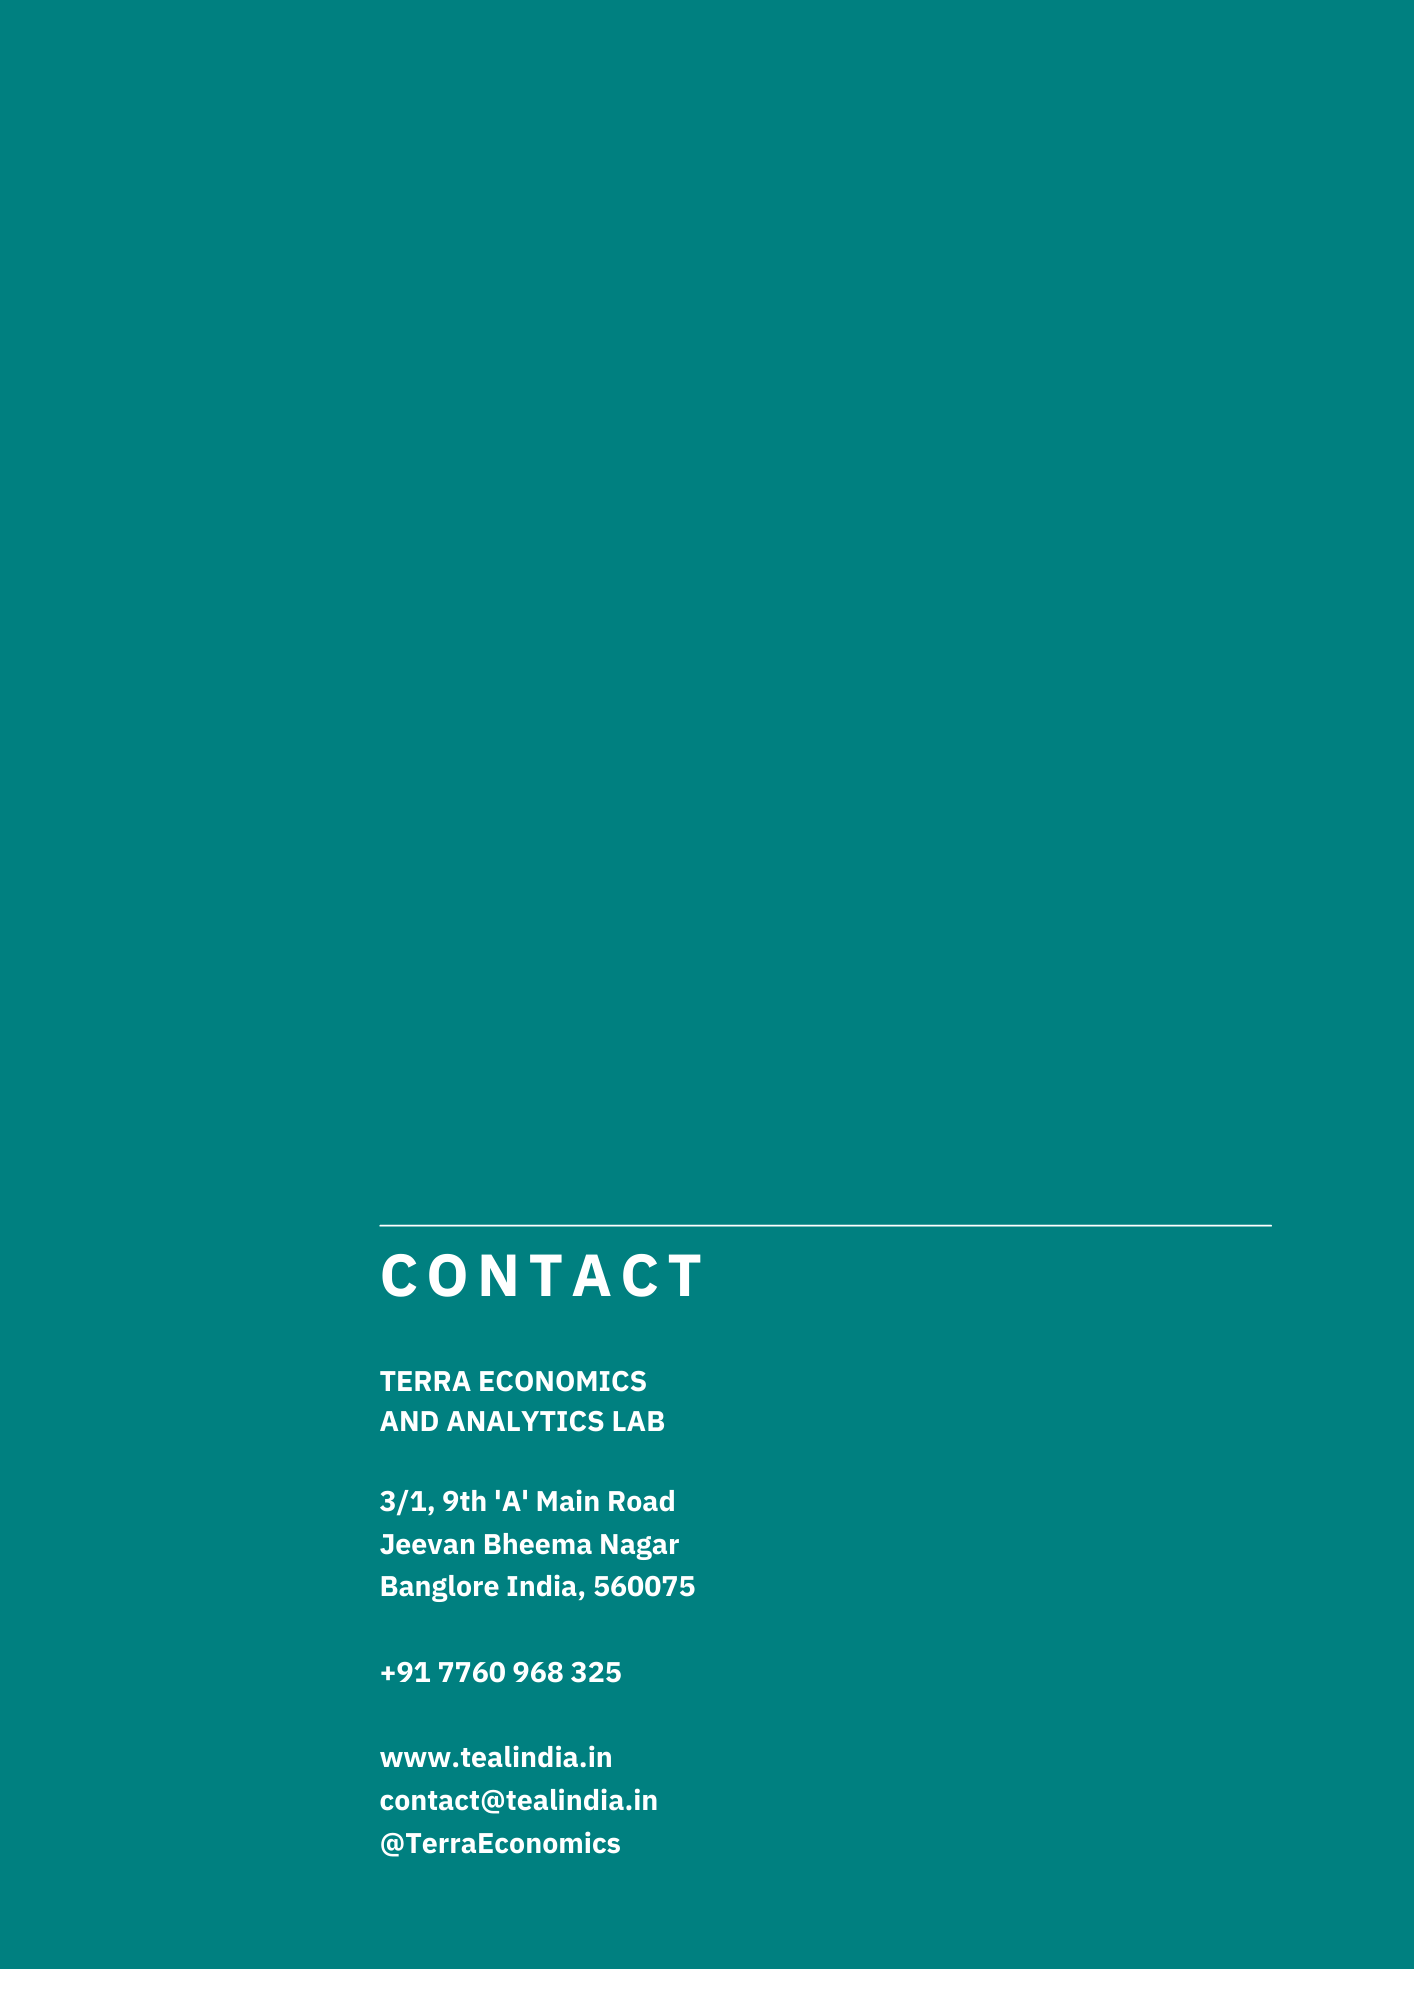 CONTACT
TERRA ECONOMICS
AND ANALYTICS LAB
3/1, 9th 'A' Main Road
Jeevan Bheema Nagar
Banglore India, 560075
+91 7760 968 325
www.tealindia.in
contact@tealindia.in
@TerraEconomics